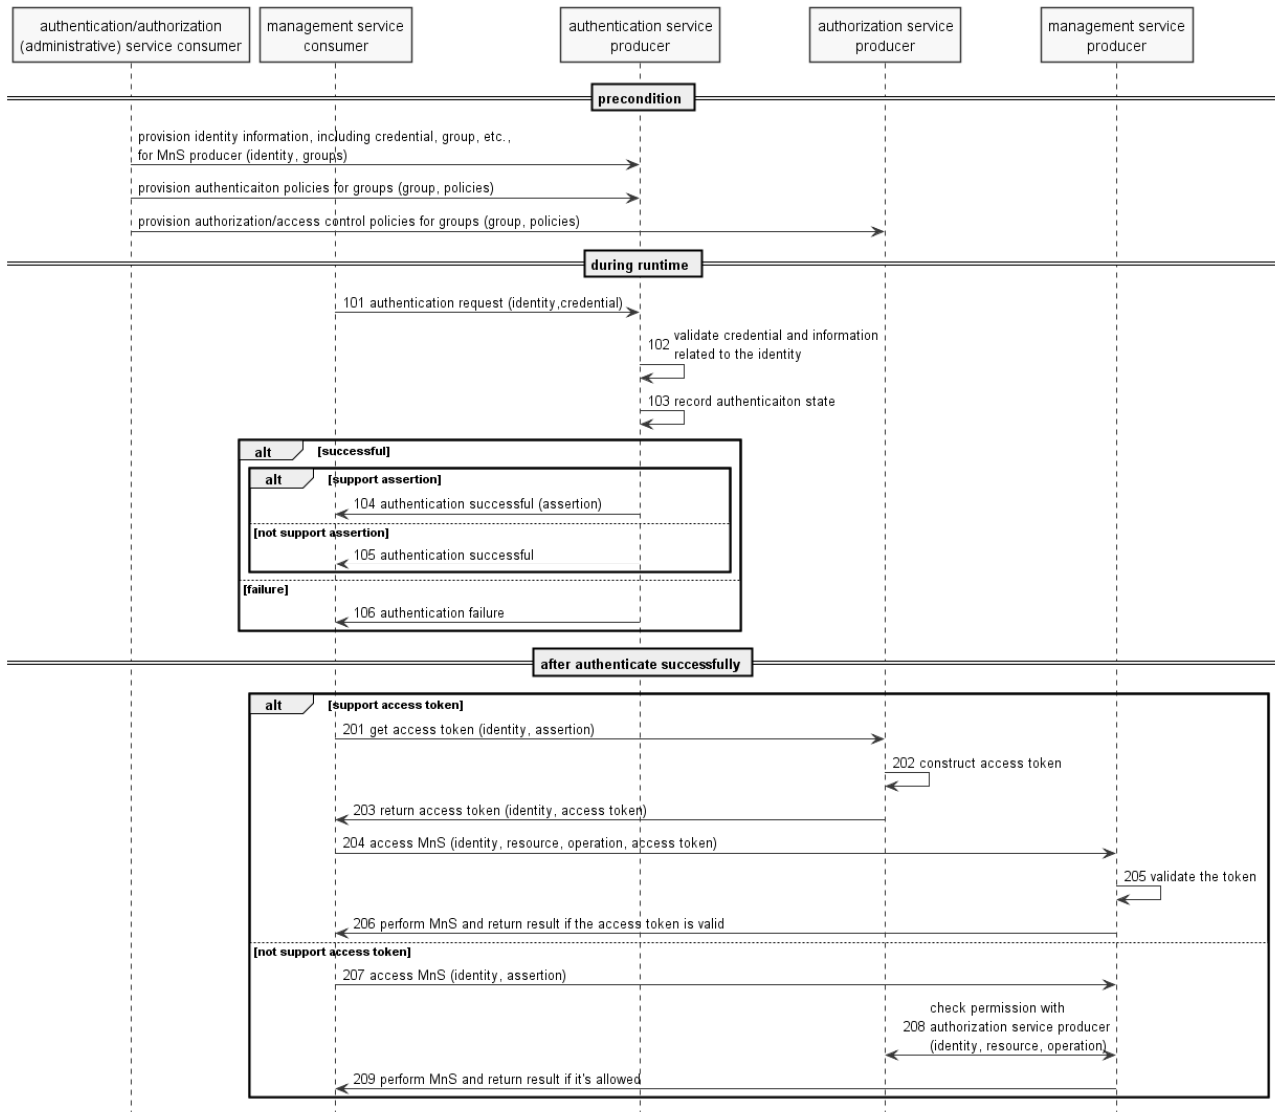 authentication/authorization
(administrative) service consumer
management service
consumer
authentication service
producer
authorization service
producer
management service
producer
precondition
provision identity information, including credential, group, etc.,
for MnS producer (identity, groups)
provision authenticaiton policies for groups (group, policies)
provision authorization/access control policies for groups (group, policies)
during runtime
101 authentication request (identity,credential)
102 validate credential and information
related to the identity
103 record authenticaiton state
alt [successful]
alt [support assertion]
104 authentication successful (assertion)
[not support assertion]
105 authentication successful
[failure]
106 authentication failure
after authenticate successfully
alt [support access token]
201 get access token (identity, assertion)
202 construct access token
203 return access token (identity, access token)
204 access MnS (identity, resource, operation, access token)
205 validate the token
206 perform MnS and return result if the access token is valid
[not support access token]
207 access MnS (identity, assertion)
check permission with
208 authorization service producer
(identity, resource, operation)
209 perform MnS and return result if it's allowed